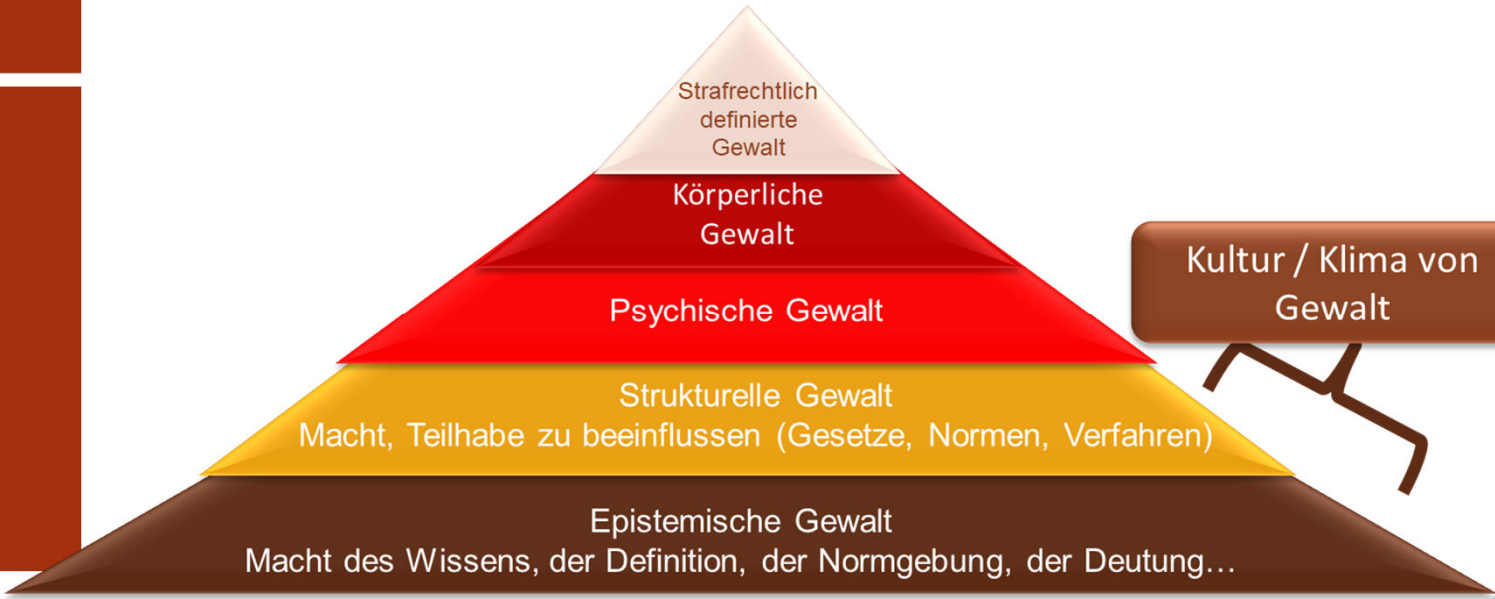 Strafrechtlich
definierte
Gewalt
Körperliche
Gewalt
Psychische Gewalt
Kultur / Klima von
Gewalt
Strukturelle Gewalt
Macht, Teilhabe zu beeinflussen (Gesetze, Normen, Verfahren)
Epistemische Gewalt
Macht des Wissens, der Definition, der Normgebung, der Deutung…